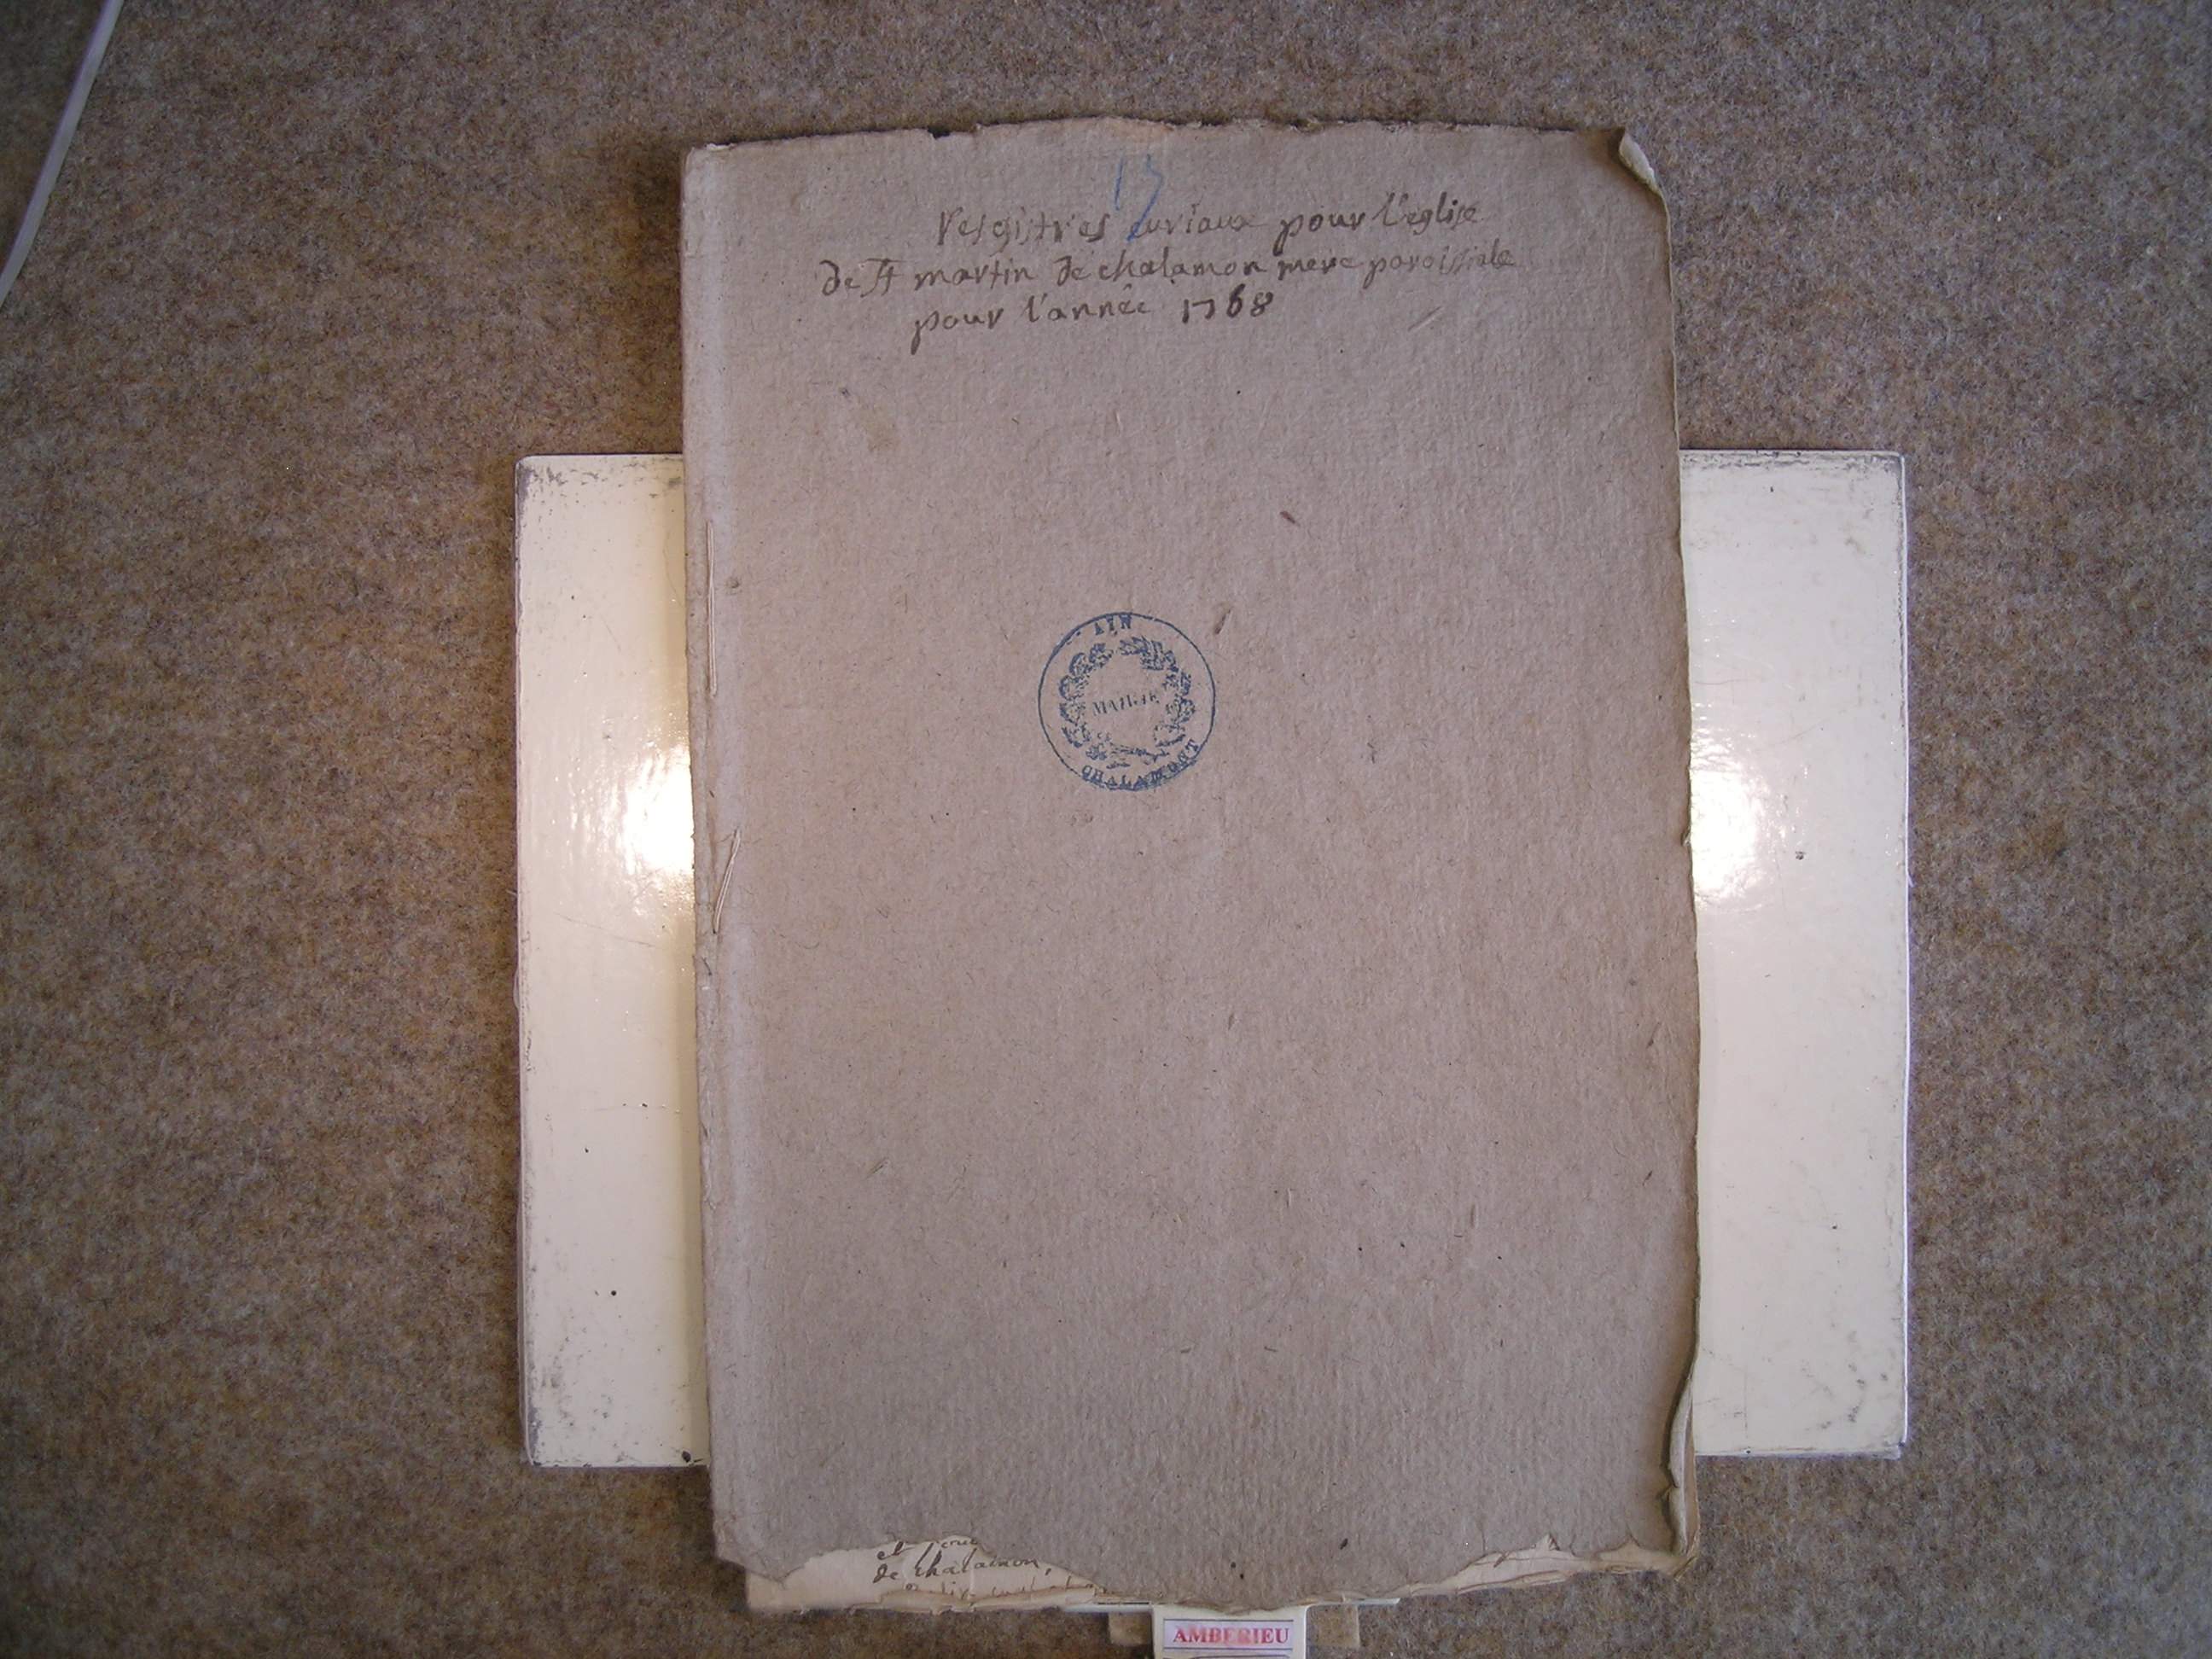 13
Resgistres curiaux pour l'eglise
de St martin de chalamon mere paroissiale
pour l'année 1768
AIN
MAIRIE
CHALAMONT
de chalamon,
AMBERIEU